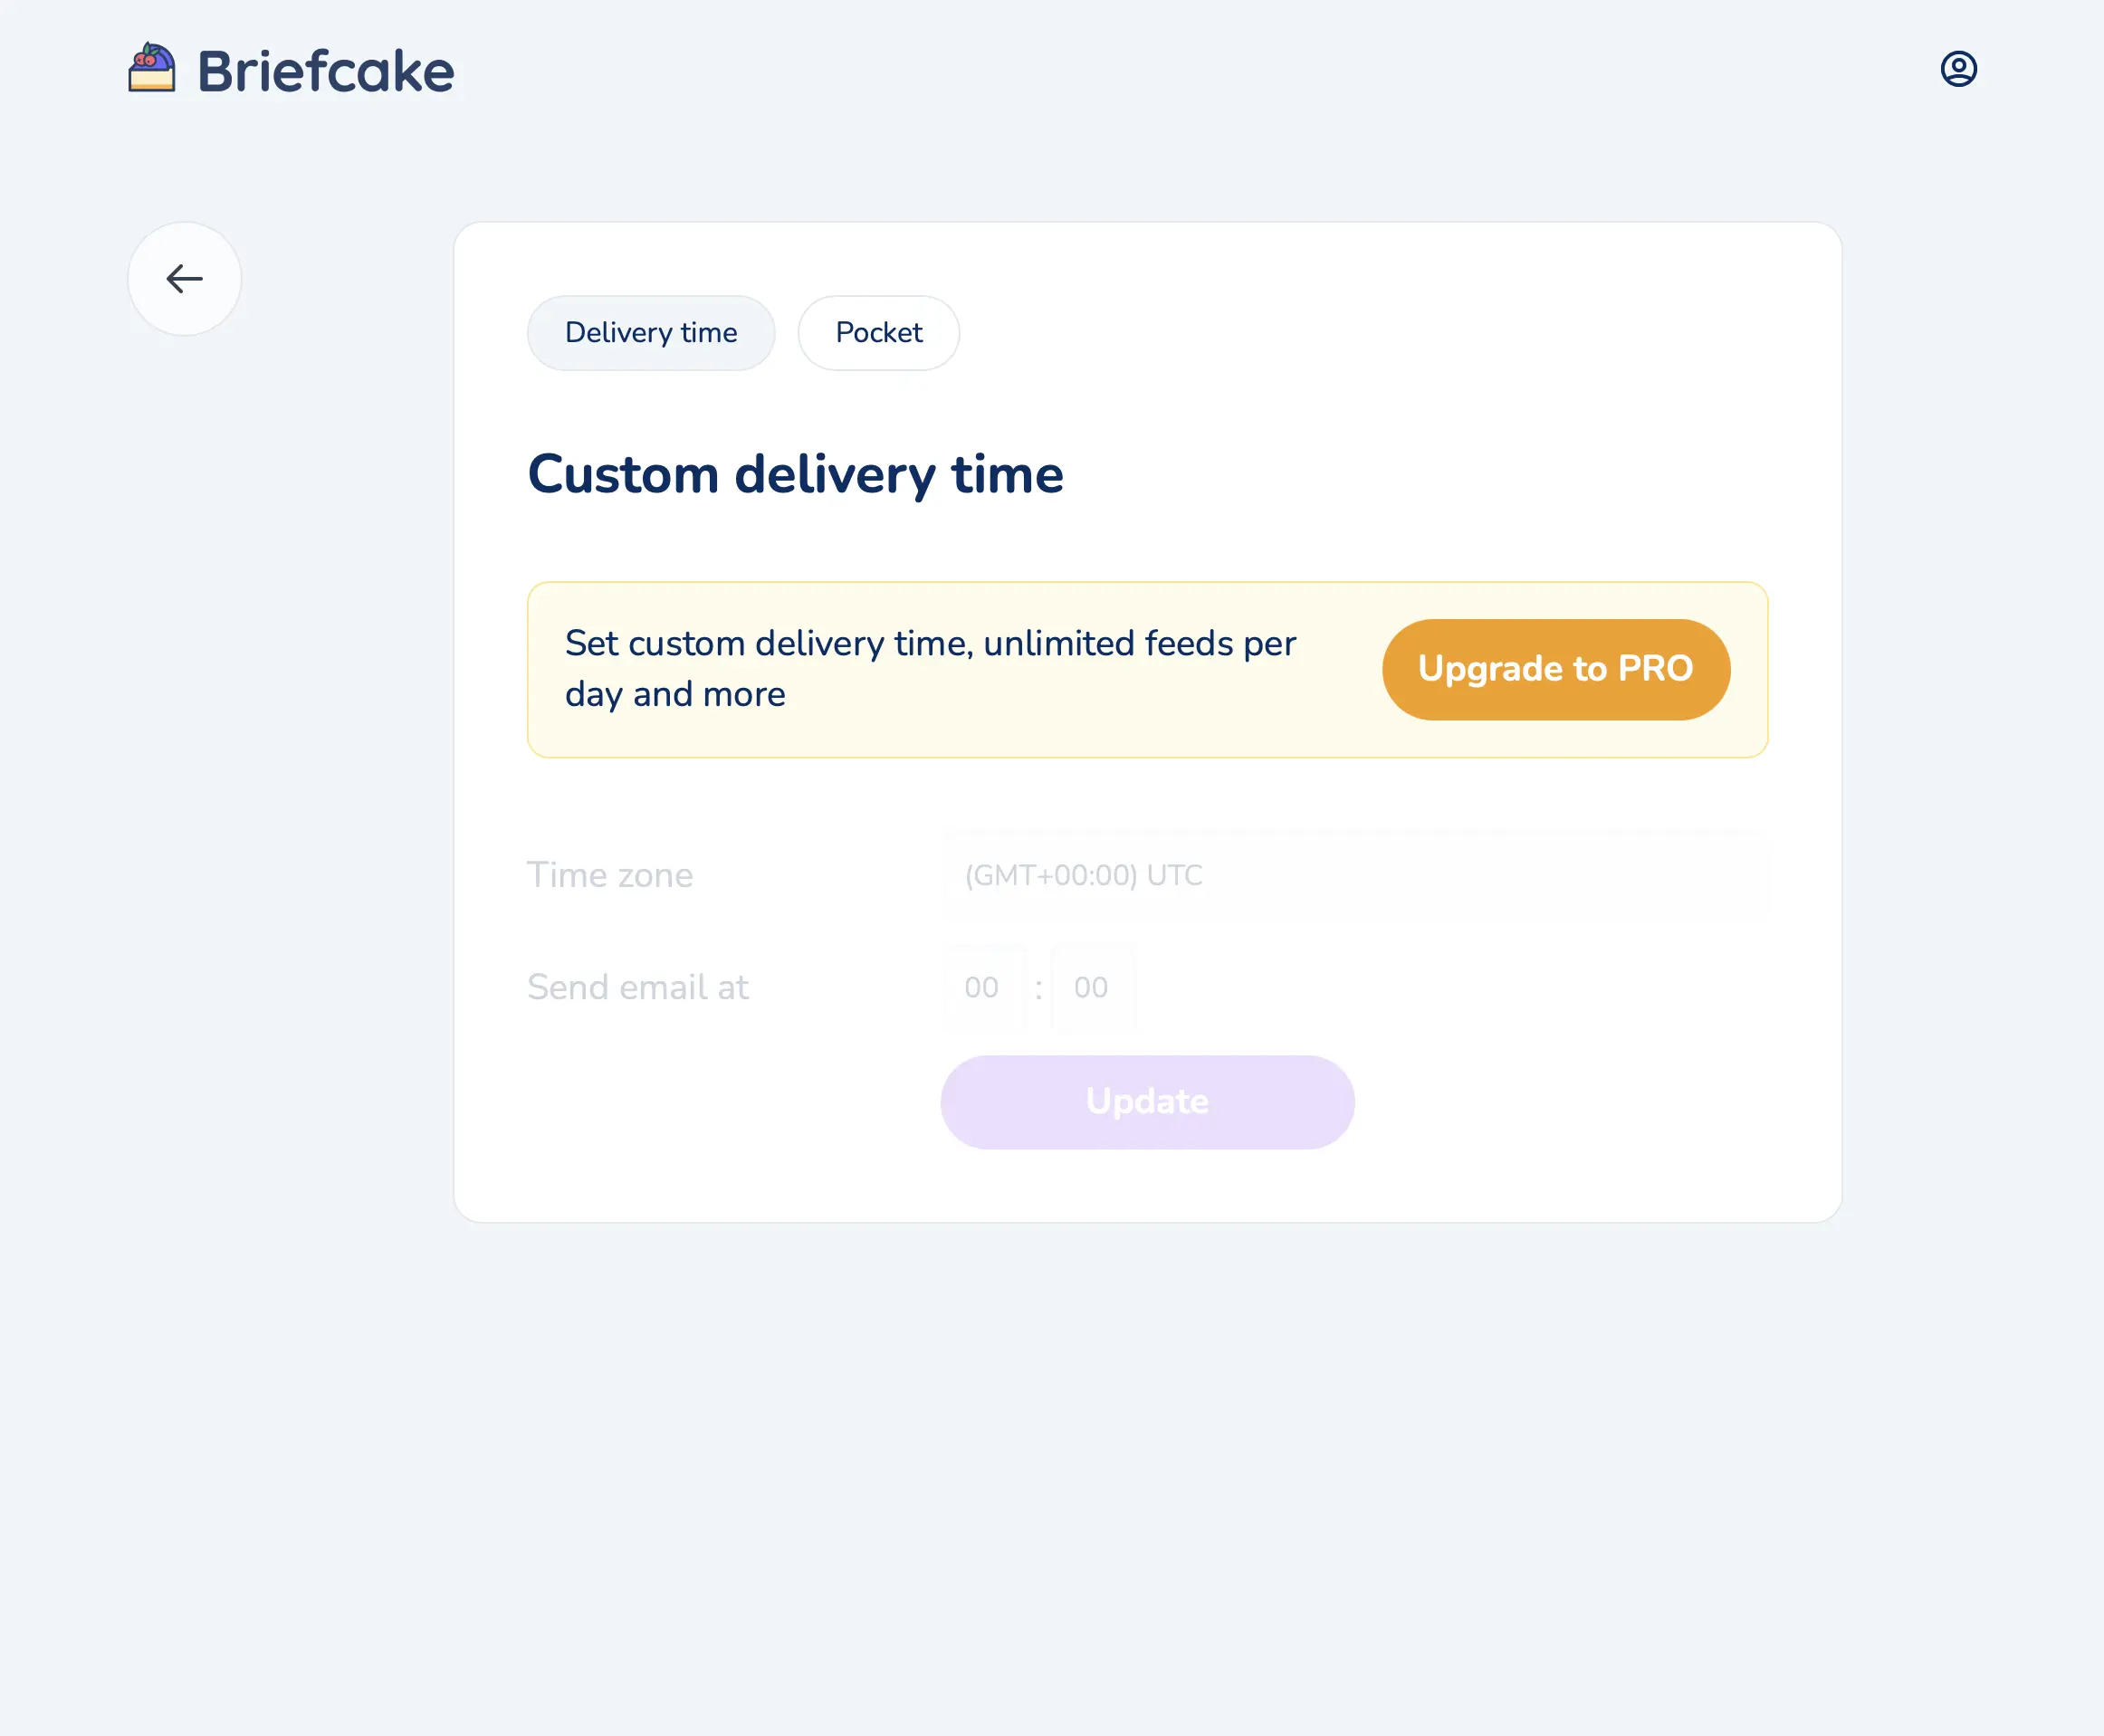 Briefcake
Delivery time
Pocket
Custom delivery time
Set custom delivery time, unlimited feeds per
day and more
Upgrade to PRO
Time zone
(GMT+00:00) UTC
Send email at
00 : 00
Update